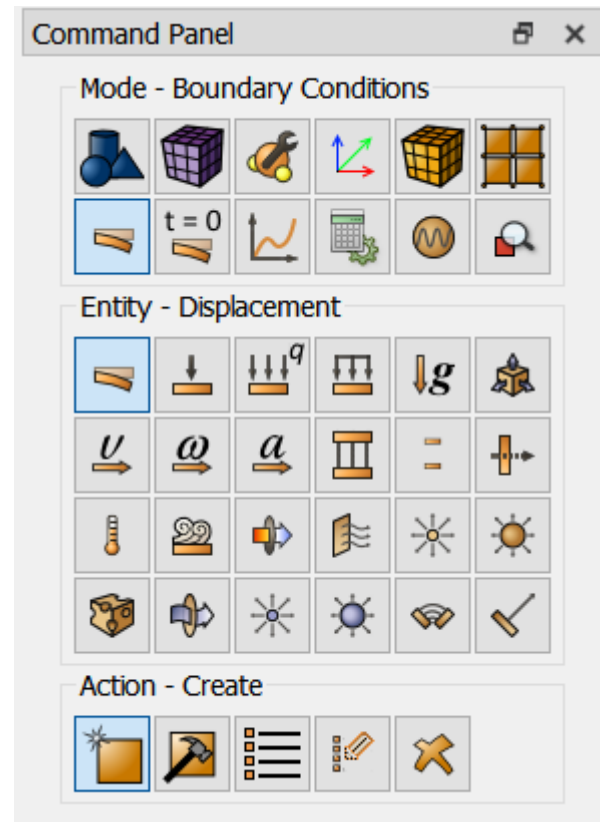 Command Panel
Mode - Boundary Conditions
t = 0
Entity - Displacement
q
g
υ ω a
Action - Create